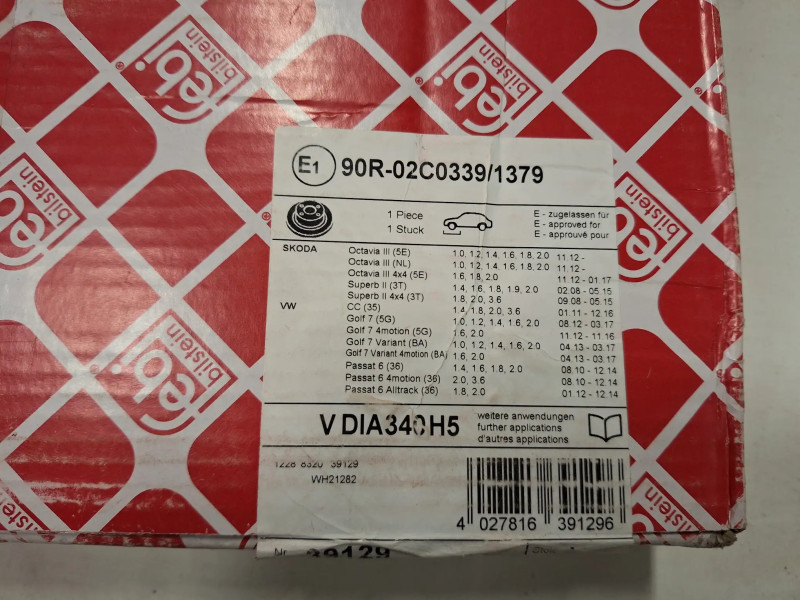 febi
bilstein
febi
bilstein
febi
bilstein
febi
bilstein
febi
bilstein
E1 90R-02C0339/1379
1 Piece
1 Stuck
E - zugelassen für
E - approved for
E - approuvé pour
SKODA Octavia III (5E) 1.0, 1.2, 1.4, 1.6, 1.8, 2.0 11.12 -
Octavia III (NL) 1.0, 1.2, 1.4, 1.6, 1.8, 2.0 11.12 -
Octavia III 4x4 (5E) 1.6, 1.8, 2.0 11.12 - 01.17
Superb II (3T) 1.4, 1.6, 1.8, 1.9, 2.0 02.08 - 05.15
Superb II 4x4 (3T) 1.8, 2.0, 3.6 09.08 - 05.15
VW CC (35) 1.4, 1.8, 2.0, 3.6 01.11 - 12.16
Golf 7 (5G) 1.0, 1.2, 1.4, 1.6, 2.0 08.12 - 03.17
Golf 7 4motion (5G) 1.6, 2.0 11.12 - 11.16
Golf 7 Variant (BA) 1.0, 1.2, 1.4, 1.6, 2.0 04.13 - 03.17
Golf 7 Variant 4motion (BA) 1.6, 2.0 04.13 - 03.17
Passat 6 (36) 1.4, 1.6, 1.8, 2.0 08.10 - 12.14
Passat 6 4motion (36) 2.0, 3.6 08.10 - 12.14
Passat 6 Alltrack (36) 1.8, 2.0 01.12 - 12.14
V DIA340H5
weitere anwendungen
further applications
d'autres applications
1228 8320 39129
WH21282
4 027816 391296
Nr. 39129